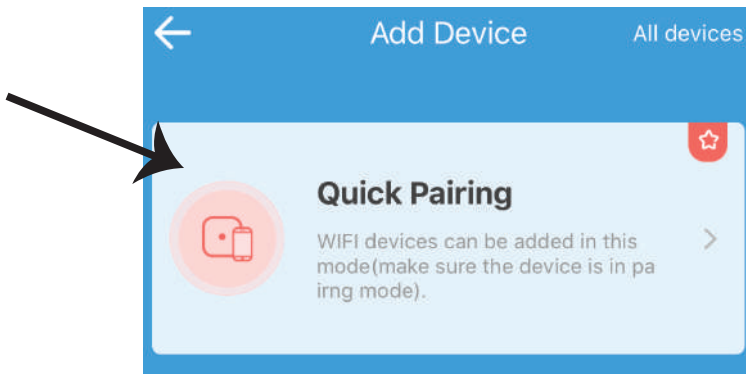 Add Device
All devices
Quick Pairing
WIFI devices can be added in this
mode(make sure the device is in pa
irng mode).